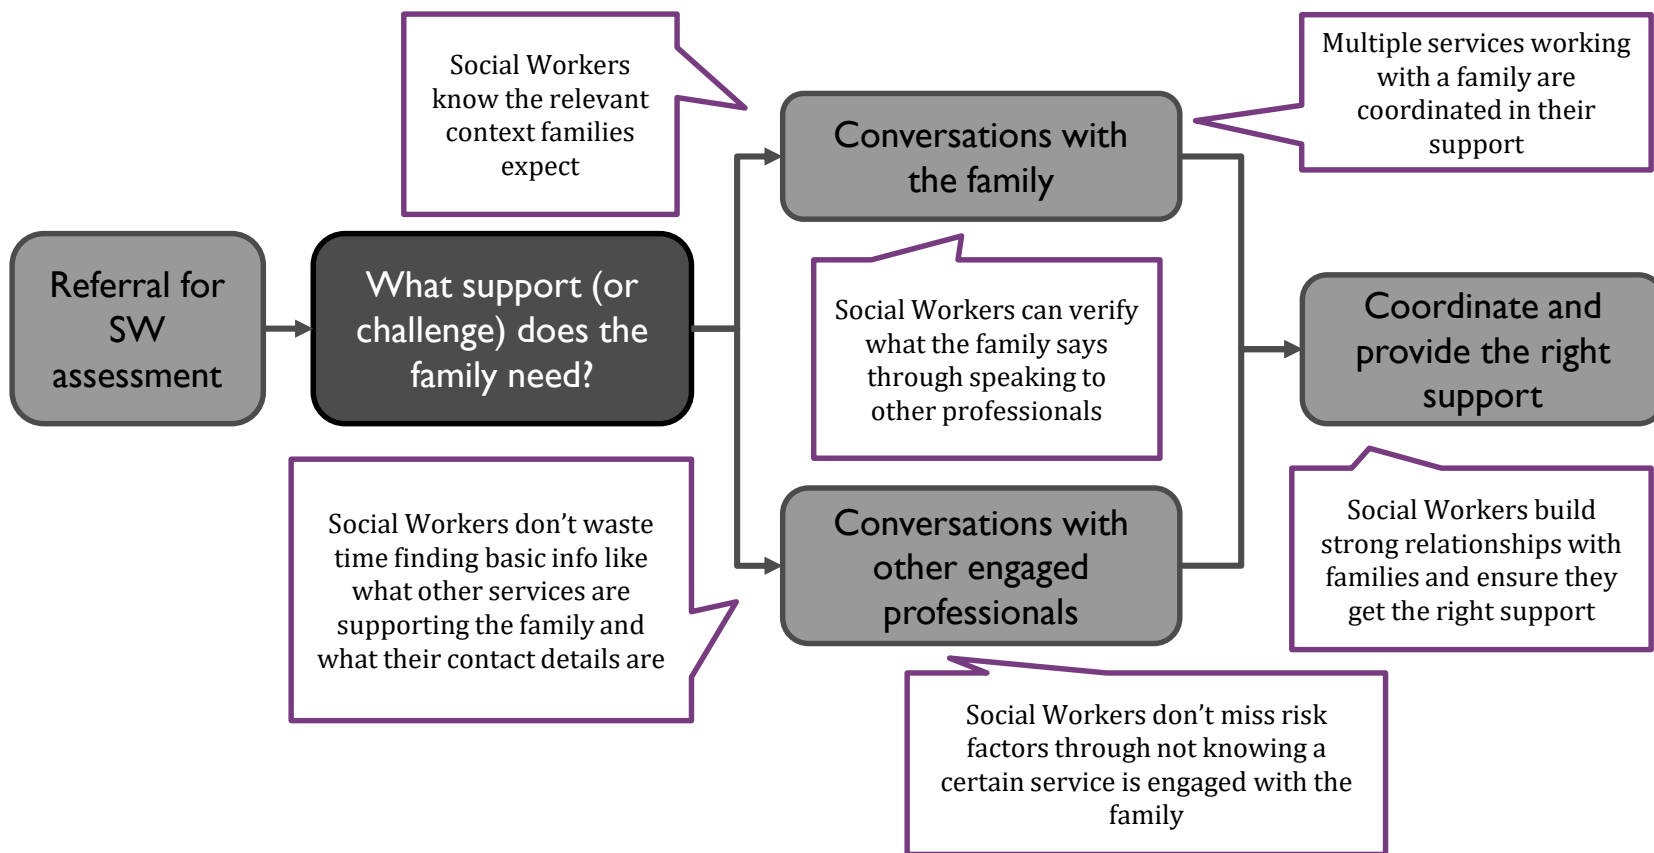 Social Workers
know the relevant
context families
expect
Conversations with
the family
Multiple services working
with a family are
coordinated in their
support
Referral for
SW
assessment
What support (or
challenge) does the
family need?
Social Workers can verify
what the family says
through speaking to
other professionals
Coordinate and
provide the right
support
Social Workers don’t waste
time finding basic info like
what other services are
supporting the family and
what their contact details are
Conversations with
other engaged
professionals
Social Workers build
strong relationships with
families and ensure they
get the right support
Social Workers don’t miss risk
factors through not knowing a
certain service is engaged with the
family